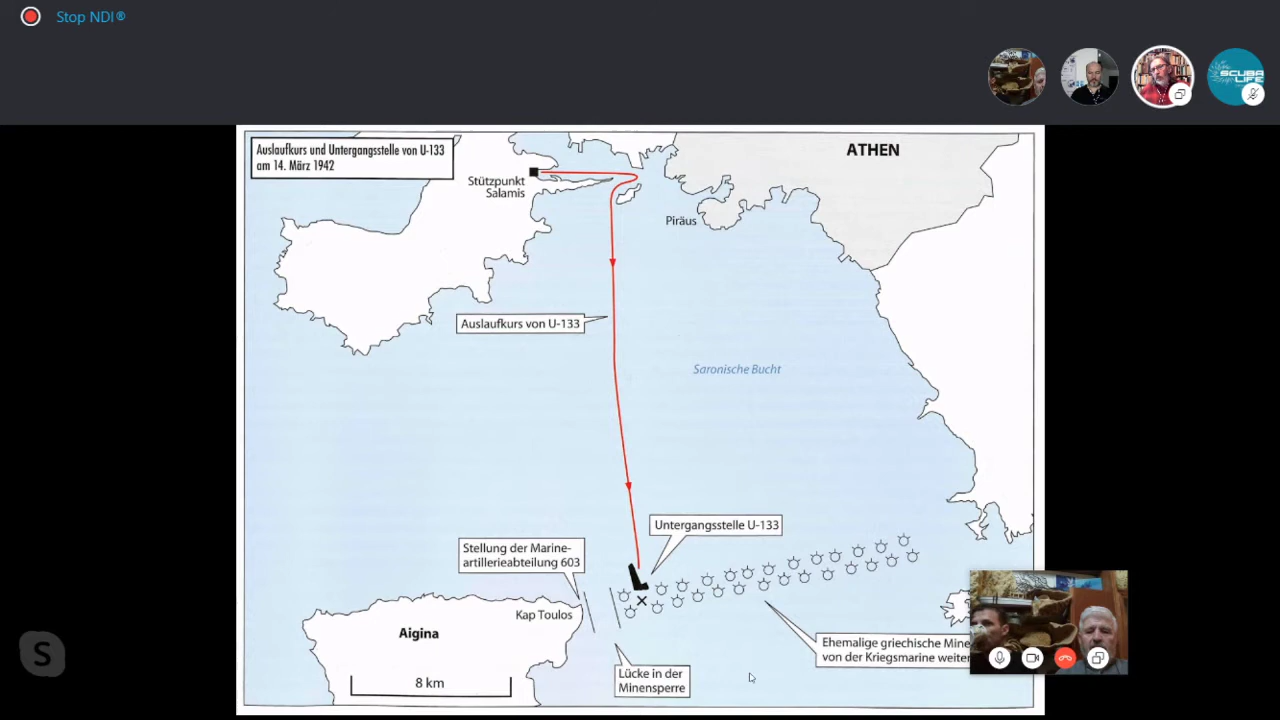 Stop NDI®
SCUBA
LIFE
Auslaufkurs und Untergangsstelle von U-133
am 14. März 1942
ATHEN
Stützpunkt
Salamis
Piräus
Auslaufkurs von U-133
Saronische Bucht
Untergangsstelle U-133
Stellung der Marine-
artillerieabteilung 603
Kap Toulos
Aigina
Ehemalige griechische Mine
von der Kriegsmarine weiter
Lücke in der
Minensperre
8 km
S